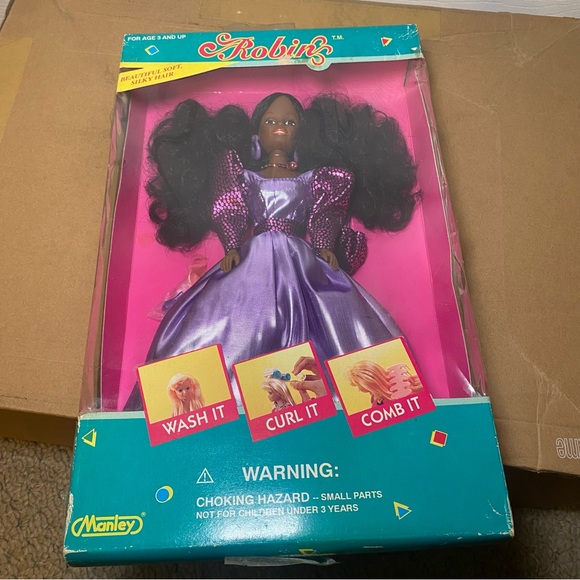 FOR AGE 3 AND UP
Robin T.M.
BEAUTIFUL SOFT,
SILKY HAIR
WASH IT
CURL IT
COMB IT
WARNING:
CHOKING HAZARD -- SMALL PARTS
NOT FOR CHILDREN UNDER 3 YEARS
Manley